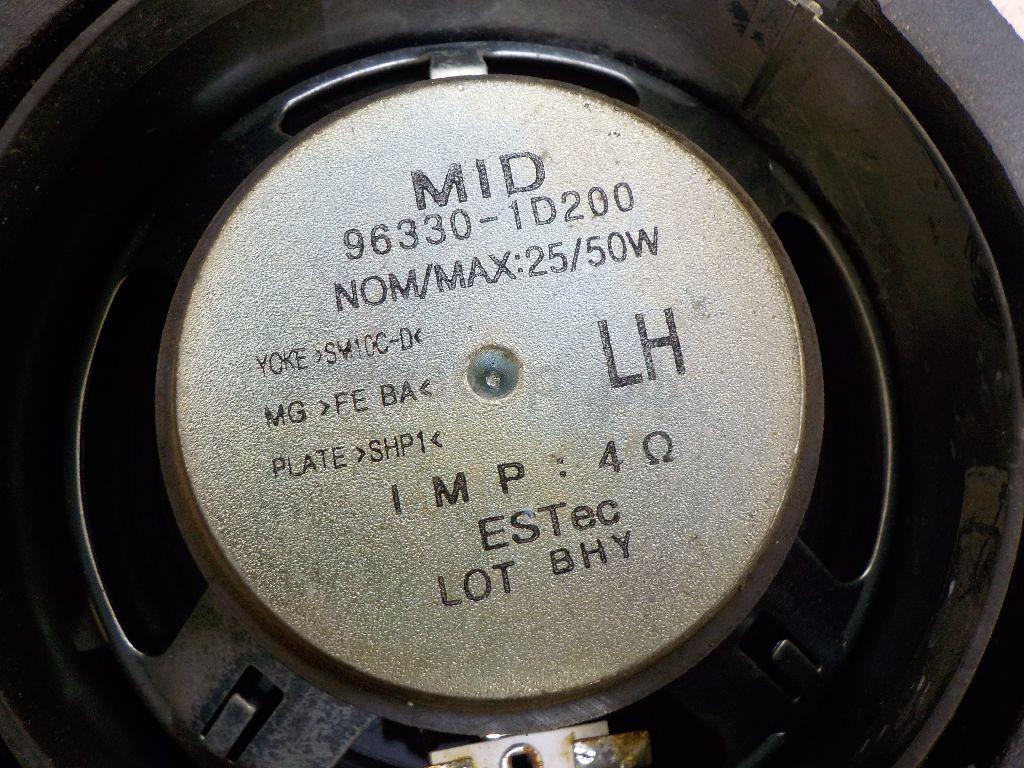 MID
96330-1D200
NOM/MAX:25/50W
LH
YOKE >SW10C-D<
MG >FE BA<
PLATE >SHP1<
IMP : 4 Ω
ESTec
LOT BHY